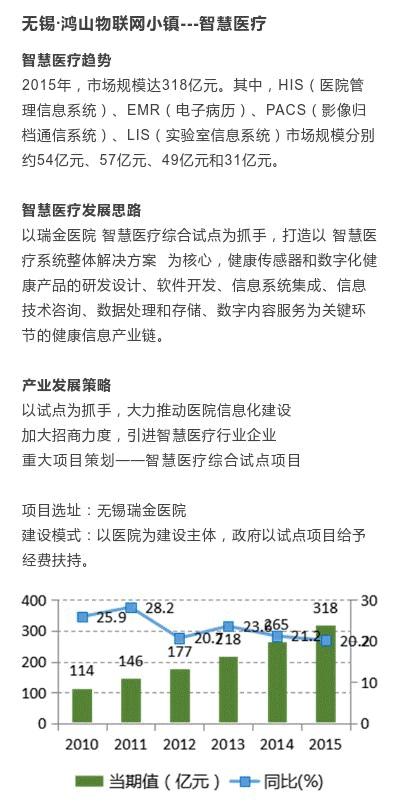 无锡·鸿山物联网小镇---智慧医疗
智慧医疗趋势
2015年，市场规模达318亿元。其中，HIS（医院管
理信息系统）、EMR（电子病历）、PACS（影像归
档通信系统）、LIS（实验室信息系统）市场规模分别
约54亿元、57亿元、49亿元和31亿元。
智慧医疗发展思路
以瑞金医院 智慧医疗综合试点为抓手，打造以 智慧医
疗系统整体解决方案 为核心，健康传感器和数字化健
康产品的研发设计、软件开发、信息系统集成、信息
技术咨询、数据处理和存储、数字内容服务为关键环
节的健康信息产业链。
产业发展策略
以试点为抓手，大力推动医院信息化建设
加大招商力度，引进智慧医疗行业企业
重大项目策划——智慧医疗综合试点项目
项目选址：无锡瑞金医院
建设模式：以医院为建设主体，政府以试点项目给予
经费扶持。
400 318 30
25.9 28.2 23.6 265
300 20.7 218 21.2 20.2 20
177
200 114 146
100 10
0 0
2010 2011 2012 2013 2014 2015
当期值（亿元） 同比(%)